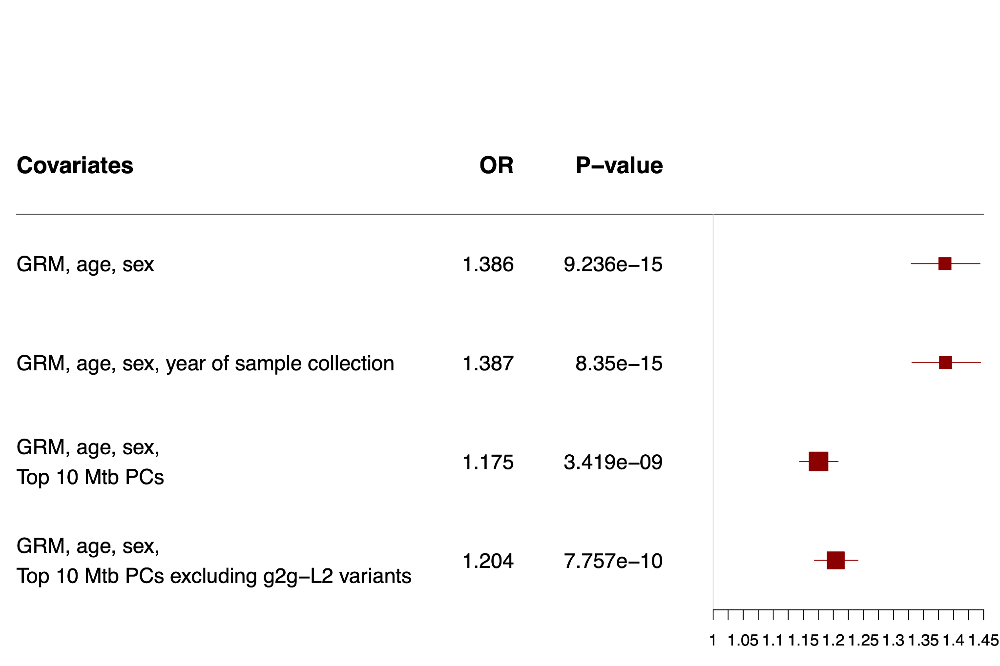 Covariates OR P−value
GRM, age, sex 1.386 9.236e−15
GRM, age, sex, year of sample collection 1.387 8.35e−15
GRM, age, sex,
Top 10 Mtb PCs 1.175 3.419e−09
GRM, age, sex,
Top 10 Mtb PCs excluding g2g−L2 variants 1.204 7.757e−10
1 1.05 1.1 1.15 1.2 1.25 1.3 1.35 1.4 1.45